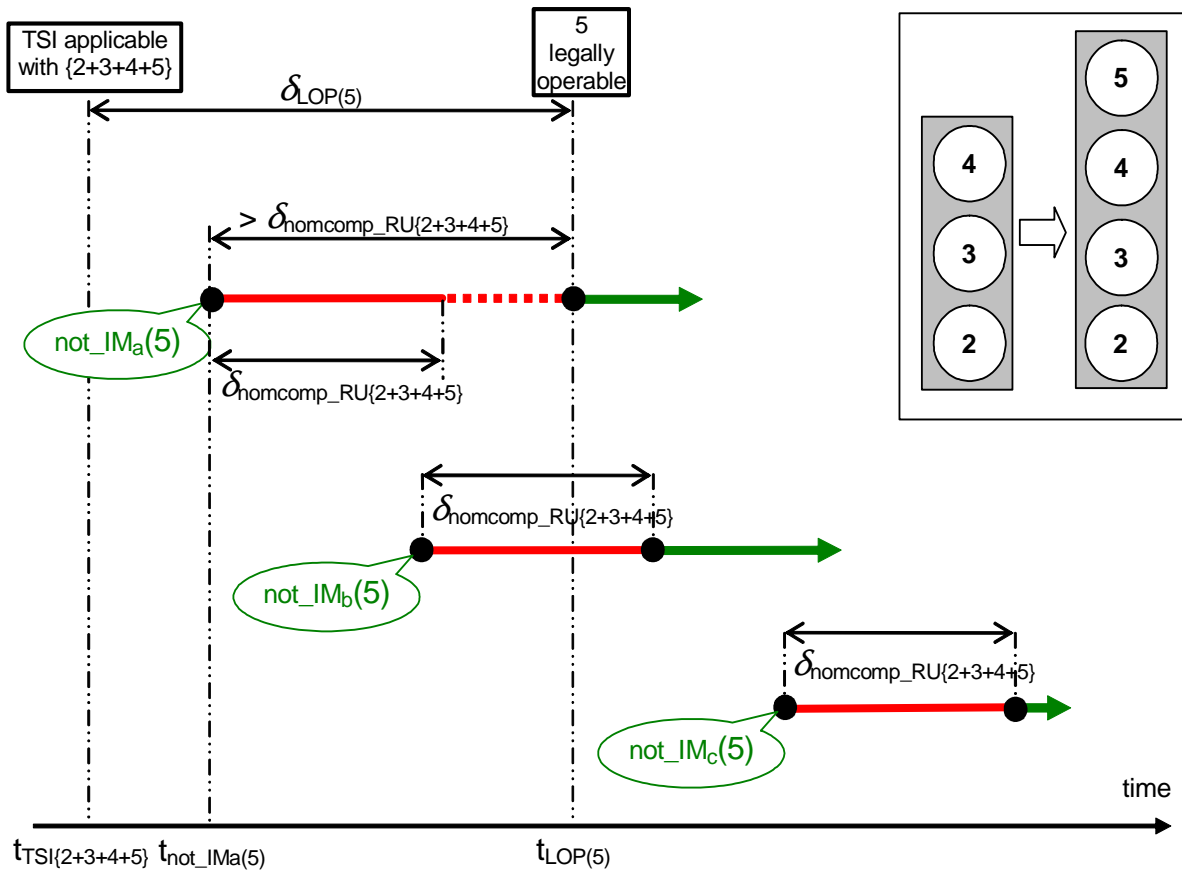 TSI applicable
with {2+3+4+5}
5
legally
operable
δLOP(5)
5
4
4
3
3
2
2
> δnomcomp_RU{2+3+4+5}
not_IMa(5)
δnomcomp_RU{2+3+4+5}
δnomcomp_RU{2+3+4+5}
not_IMb(5)
δnomcomp_RU{2+3+4+5}
not_IMc(5)
time
tTSI{2+3+4+5}
tnot_IMa(5)
tLOP(5)